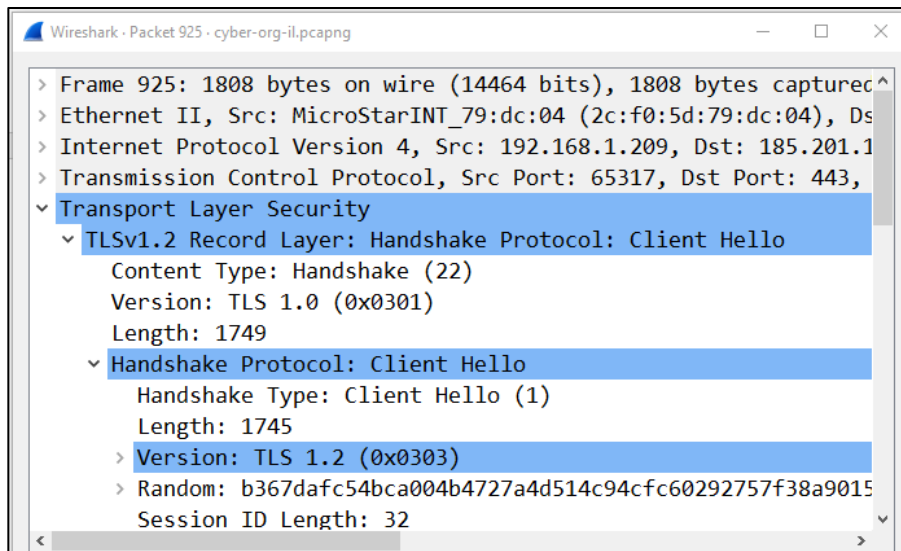 Wireshark · Packet 925 · cyber-org-il.pcapng
Frame 925: 1808 bytes on wire (14464 bits), 1808 bytes captured
Ethernet II, Src: MicroStarINT_79:dc:04 (2c:f0:5d:79:dc:04), Ds
Internet Protocol Version 4, Src: 192.168.1.209, Dst: 185.201.1
Transmission Control Protocol, Src Port: 65317, Dst Port: 443,
Transport Layer Security
TLSv1.2 Record Layer: Handshake Protocol: Client Hello
Content Type: Handshake (22)
Version: TLS 1.0 (0x0301)
Length: 1749
Handshake Protocol: Client Hello
Handshake Type: Client Hello (1)
Length: 1745
Version: TLS 1.2 (0x0303)
Random: b367dafc54bca004b4727a4d514c94cfc60292757f38a9015
Session ID Length: 32